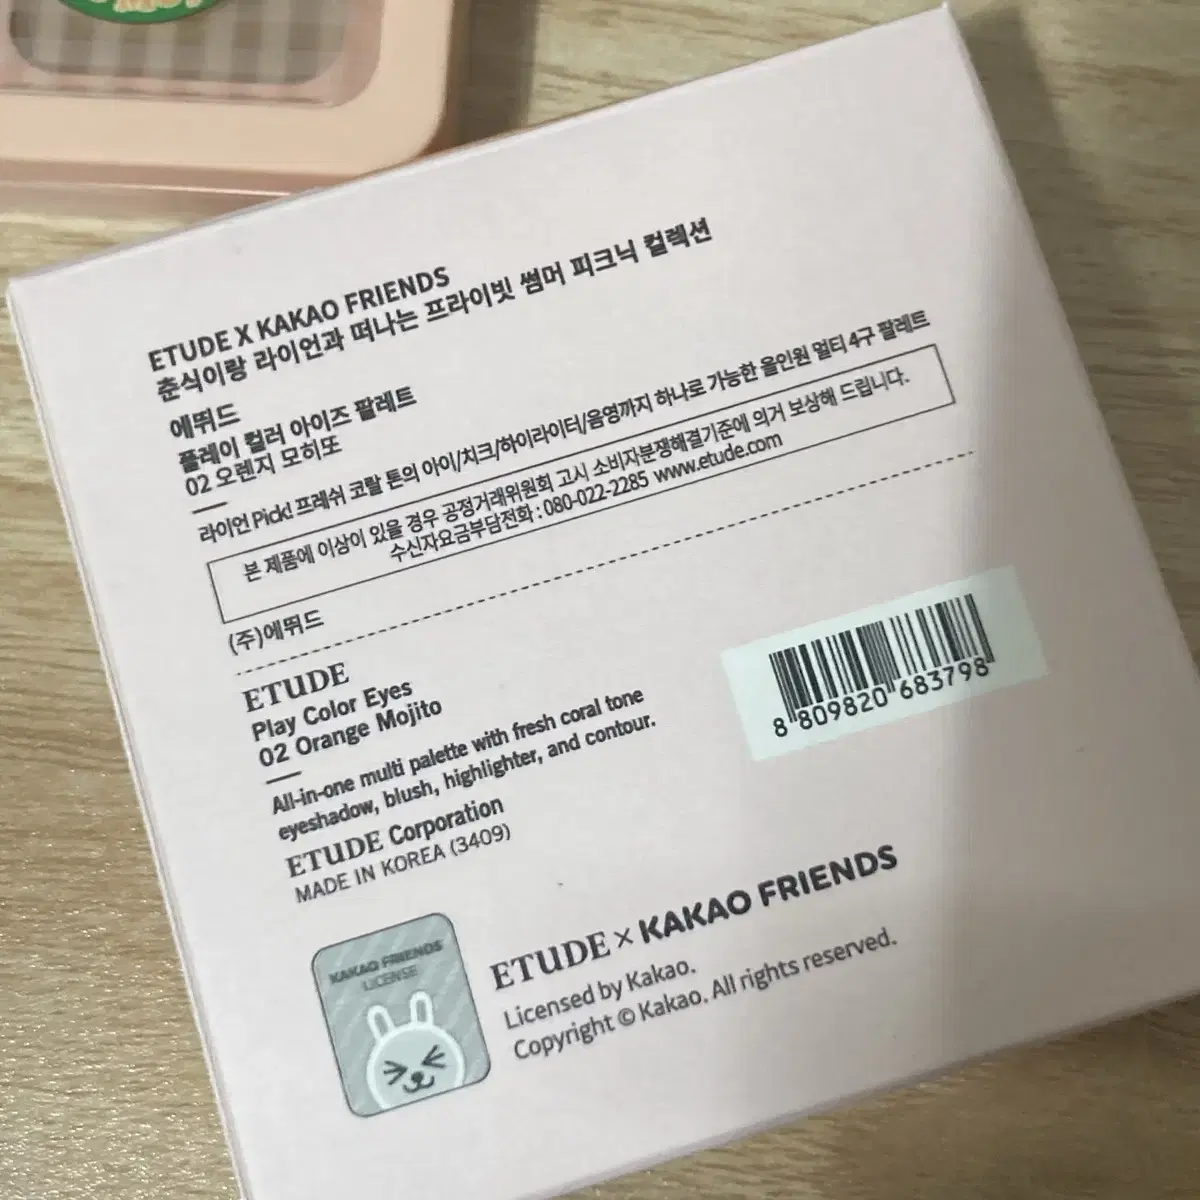 ETUDE X KAKAO FRIENDS
춘식이랑 라이언과 떠나는 프라이빗 썸머 피크닉 컬렉션
에뛰드
플레이 컬러 아이즈 팔레트
02 오렌지 모히또
라이언 Pick! 프레쉬 코랄 톤의 아이/치크/하이라이터/음영까지 하나로 가능한 올인원 멀티 4구 팔레트
본 제품에 이상이 있을 경우 공정거래위원회 고시 소비자분쟁해결기준에 의거 보상해 드립니다.
수신자요금부담전화 : 080-022-2285 www.etude.com
(주)에뛰드
ETUDE
Play Color Eyes
02 Orange Mojito
All-in-one multi palette with fresh coral tone
eyeshadow, blush, highlighter, and contour.
ETUDE Corporation
MADE IN KOREA (3409)
8 809820 683798
KAKAO FRIENDS
LICENSE
ETUDE × KAKAO FRIENDS
Licensed by Kakao.
Copyright © Kakao. All rights reserved.